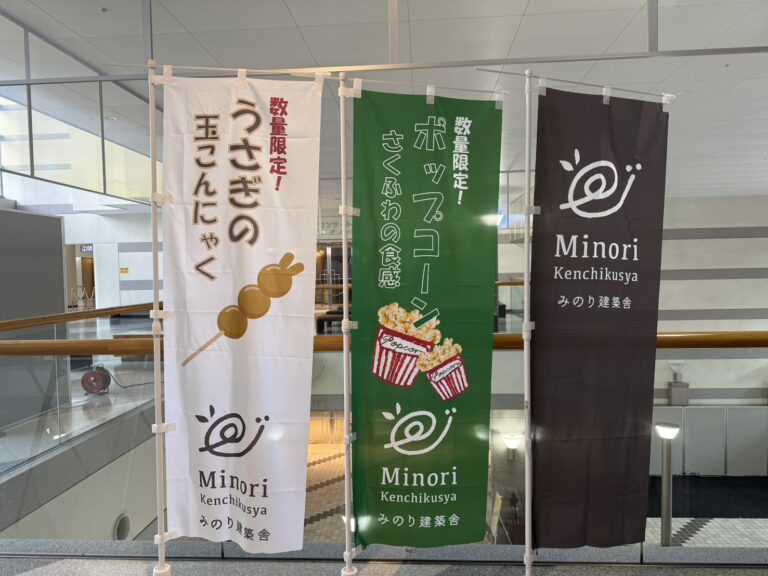 数量限定!
うさぎの
玉こんにゃく
Minori
Kenchikusya
みのり建築舎
数量限定!
ポップコーン
さくふわの食感
Popcorn
Popcorn
Minori
Kenchikusya
みのり建築舎
Minori
Kenchikusya
みのり建築舎